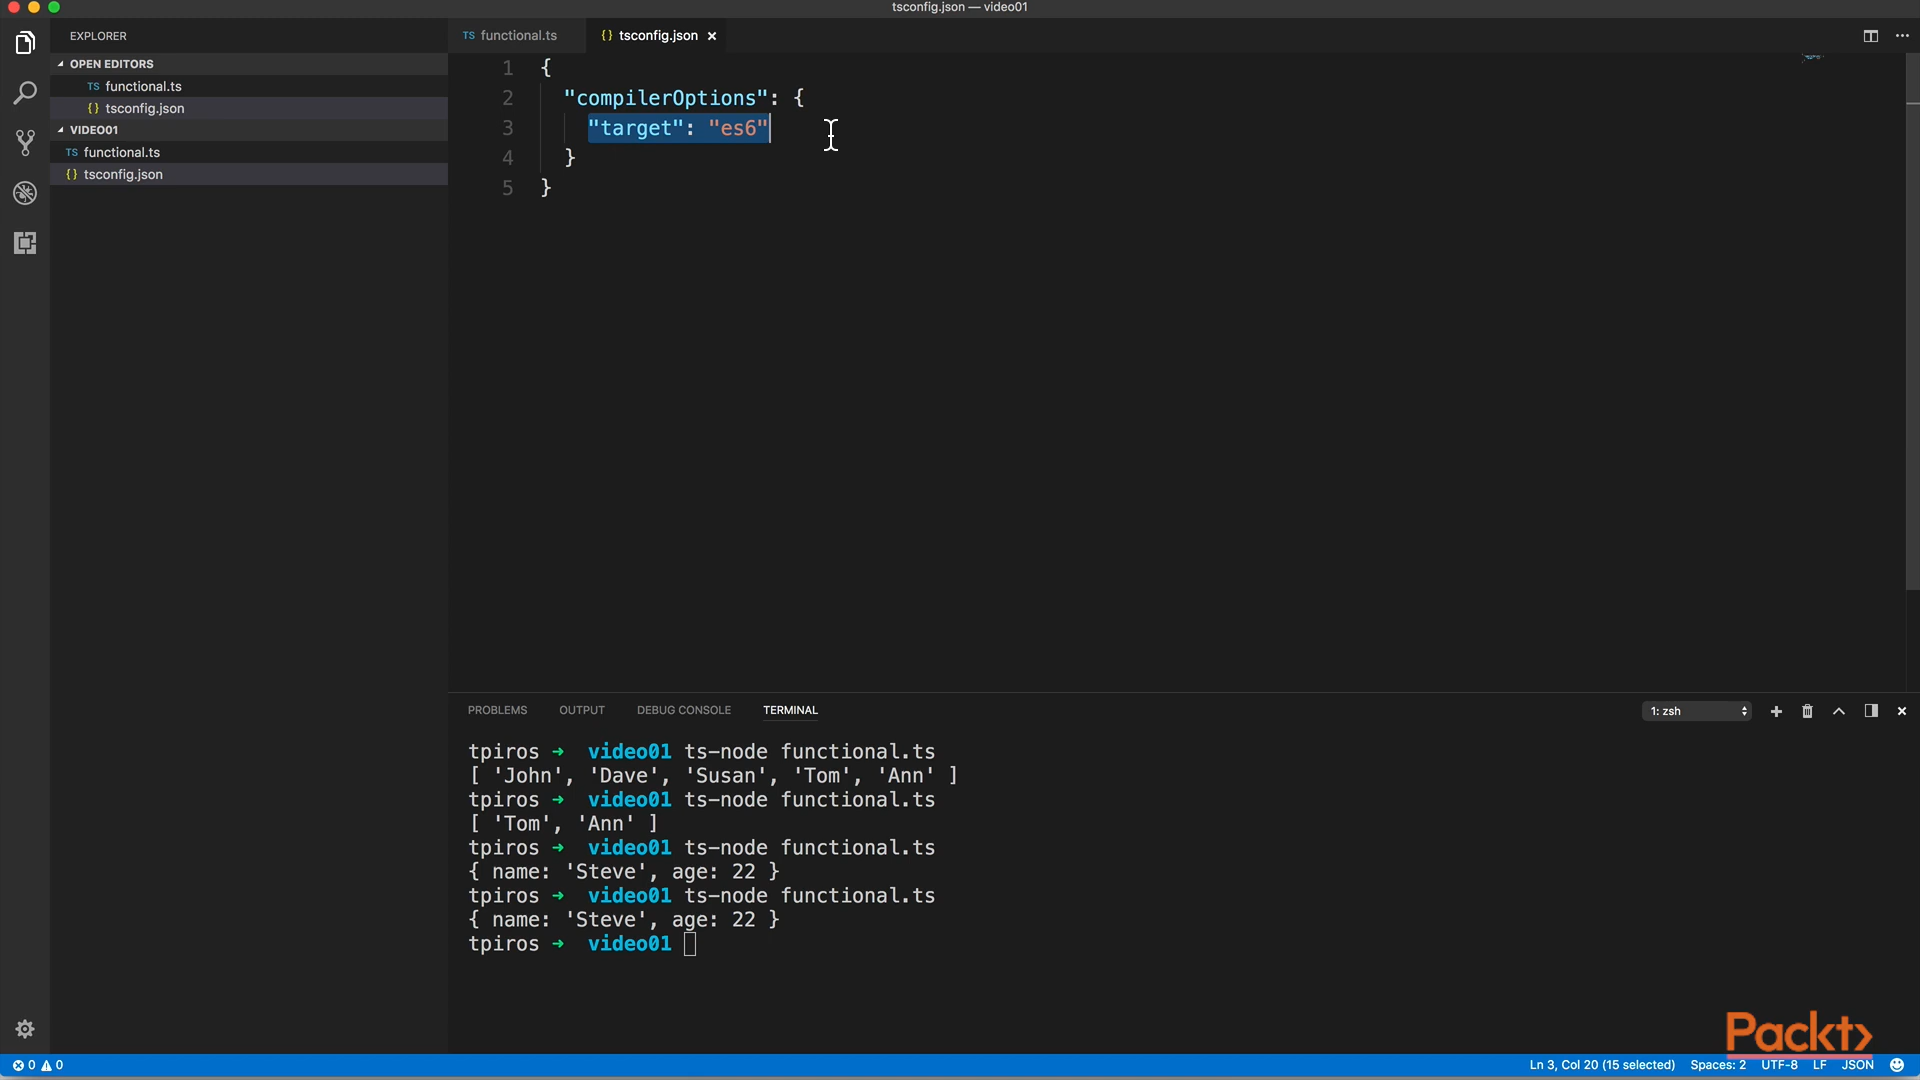 tsconfig.json — video01
EXPLORER
OPEN EDITORS
TS functional.ts
{} tsconfig.json
VIDEO01
TS functional.ts
{} tsconfig.json
TS functional.ts
{} tsconfig.json ×
1 {
2 "compilerOptions": {
3 "target": "es6"
4 }
5 }
PROBLEMS OUTPUT DEBUG CONSOLE TERMINAL
1: zsh
tpiros ➜ video01 ts-node functional.ts
[ 'John', 'Dave', 'Susan', 'Tom', 'Ann' ]
tpiros ➜ video01 ts-node functional.ts
[ 'Tom', 'Ann' ]
tpiros ➜ video01 ts-node functional.ts
{ name: 'Steve', age: 22 }
tpiros ➜ video01 ts-node functional.ts
{ name: 'Steve', age: 22 }
tpiros ➜ video01
Packt>
0 0
Ln 3, Col 20 (15 selected) Spaces: 2 UTF-8 LF JSON